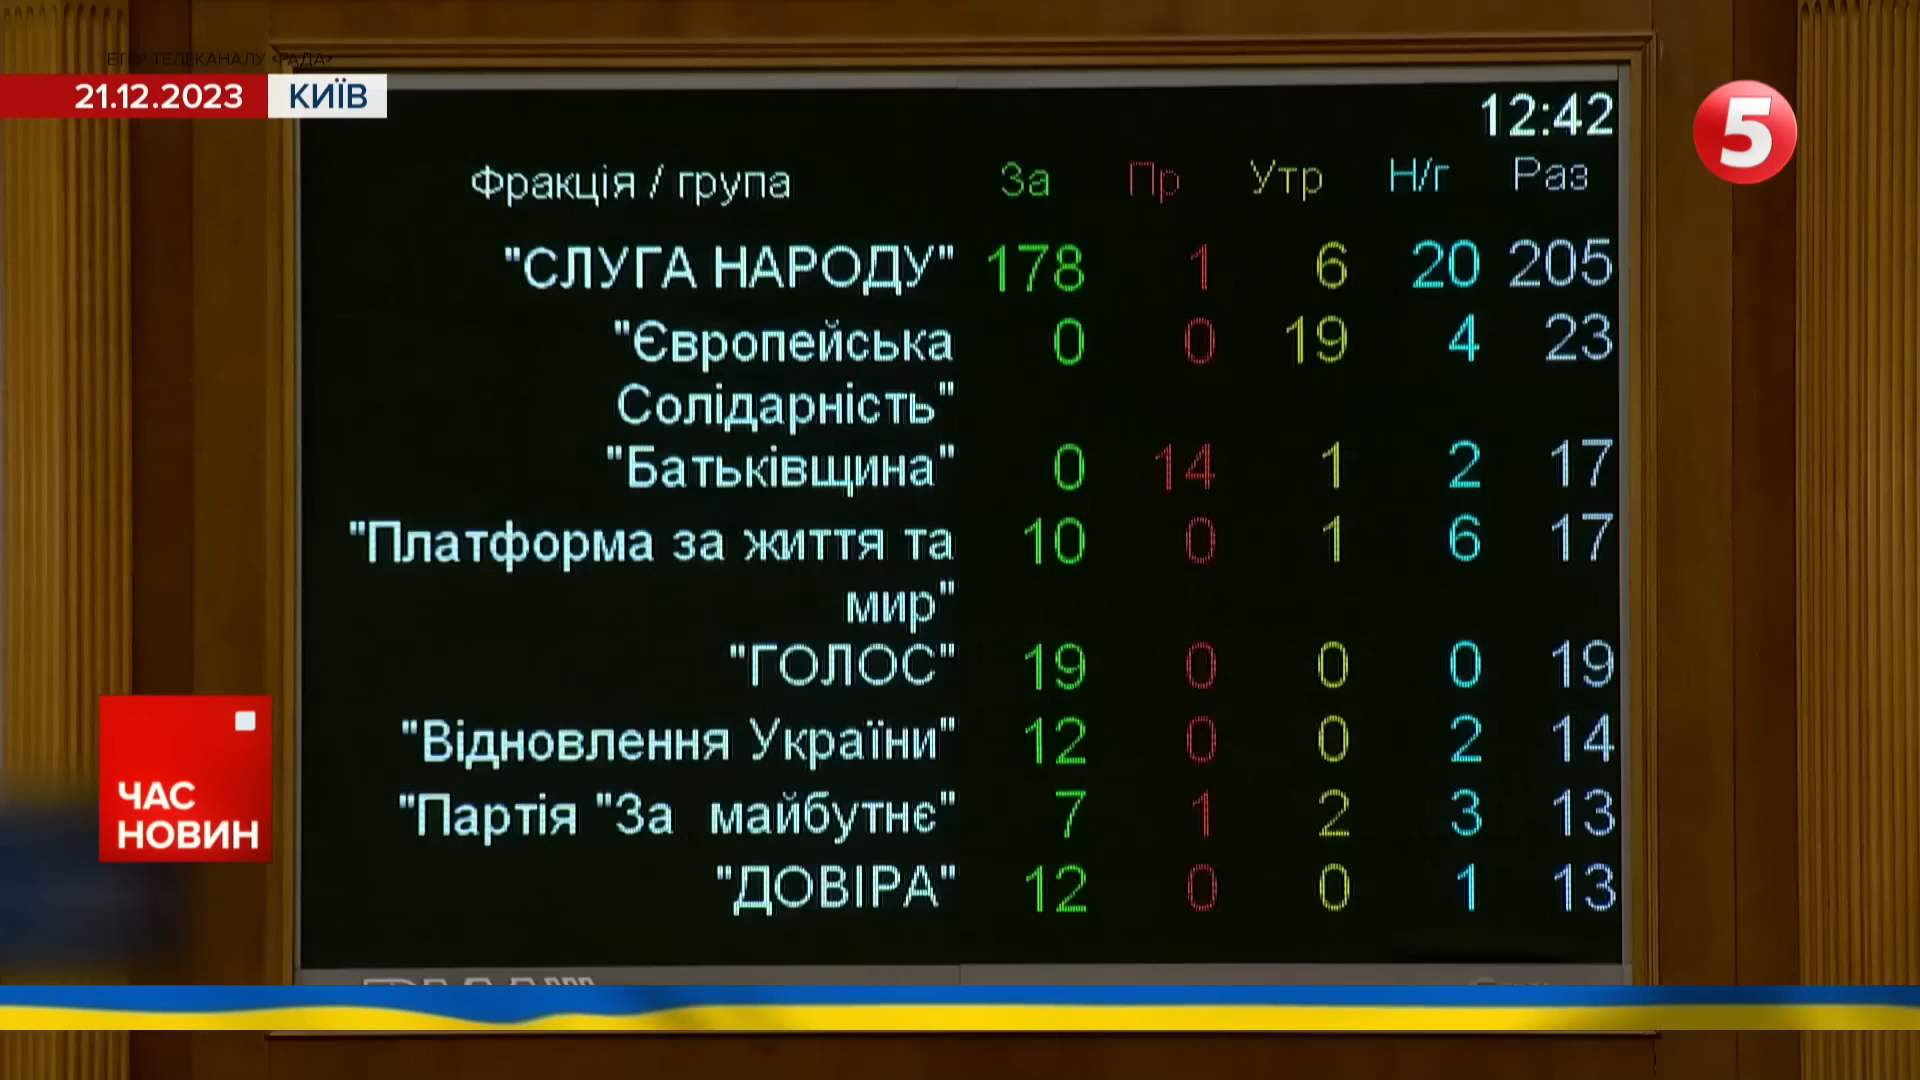 ЕТЕР ТЕЛЕКАНАЛУ «РАДА»
21.12.2023 КИЇВ
12:42
5
Фракція / група За Пр Утр Н/г Раз
"СЛУГА НАРОДУ" 178 1 6 20 205
"Європейська 0 0 19 4 23
Солідарність"
"Батьківщина" 0 14 1 2 17
"Платформа за життя та 10 0 1 6 17
мир"
"ГОЛОС" 19 0 0 0 19
"Відновлення України" 12 0 0 2 14
"Партія "За майбутнє" 7 1 2 3 13
"ДОВІРА" 12 0 0 1 13
ЧАС
НОВИН